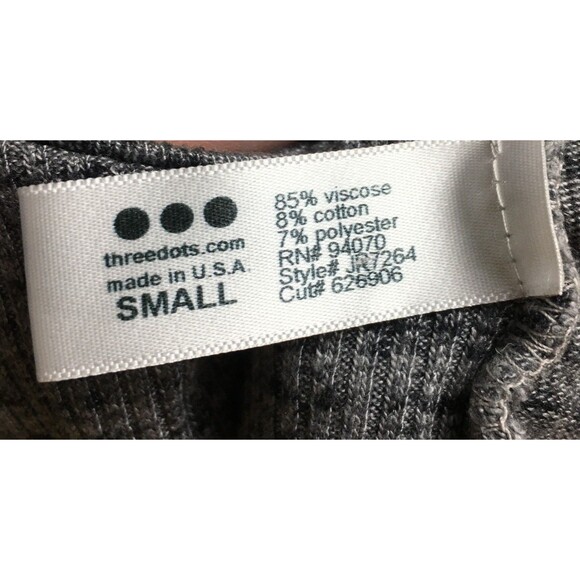 threedots.com
made in U.S.A.
SMALL
85% viscose
8% cotton
7% polyester
RN# 94070
Style# JR7264
Cut# 626906